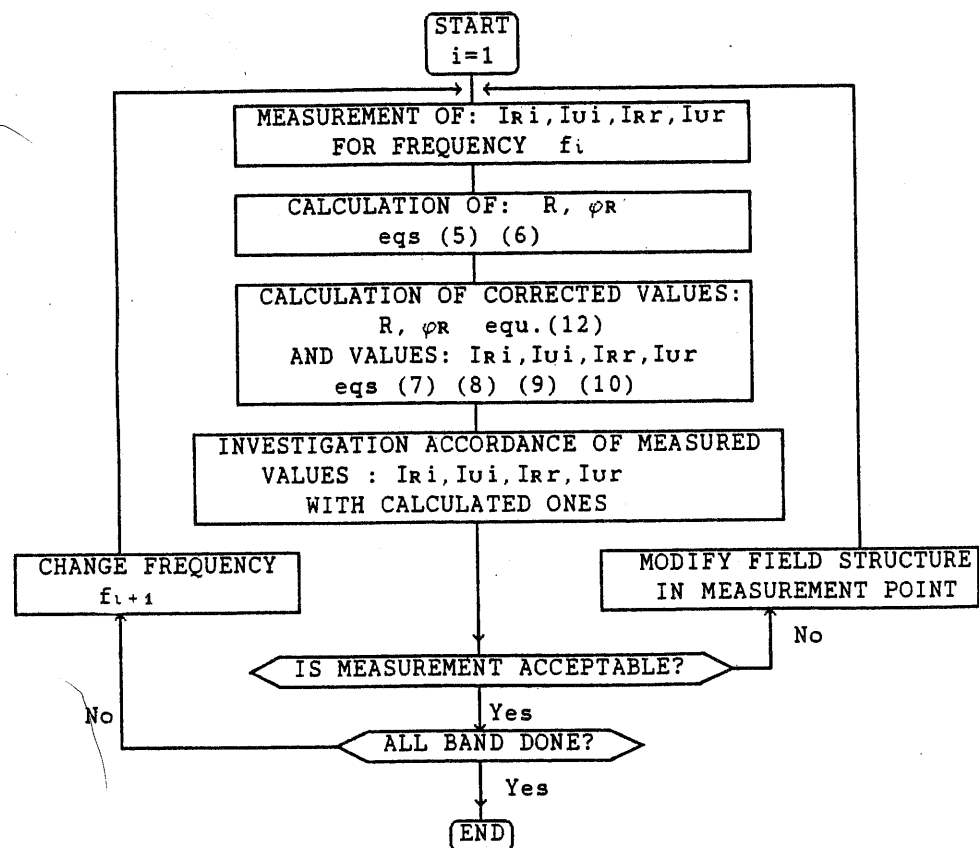 START
i=1
MEASUREMENT OF: IRi,IUi,IRr,IUr
FOR FREQUENCY fi
CALCULATION OF: R, φR
eqs (5) (6)
CALCULATION OF CORRECTED VALUES:
R, φR equ.(12)
AND VALUES: IRi,IUi,IRr,IUr
eqs (7) (8) (9) (10)
INVESTIGATION ACCORDANCE OF MEASURED
VALUES : IRi,IUi,IRr,IUr
WITH CALCULATED ONES
CHANGE FREQUENCY
fi+1
MODIFY FIELD STRUCTURE
IN MEASUREMENT POINT
No
IS MEASUREMENT ACCEPTABLE?
Yes
No
ALL BAND DONE?
Yes
END